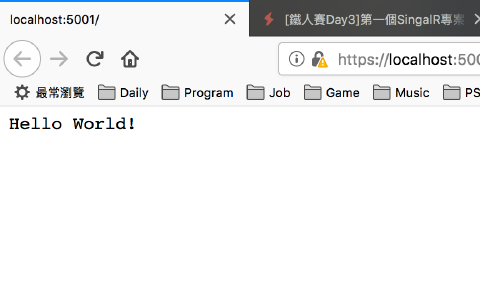 localhost:5001/
[鐵人賽Day3]第一個SingalR專案
https://localhost:500
最常瀏覽 Daily Program Job Game Music PS
Hello World!